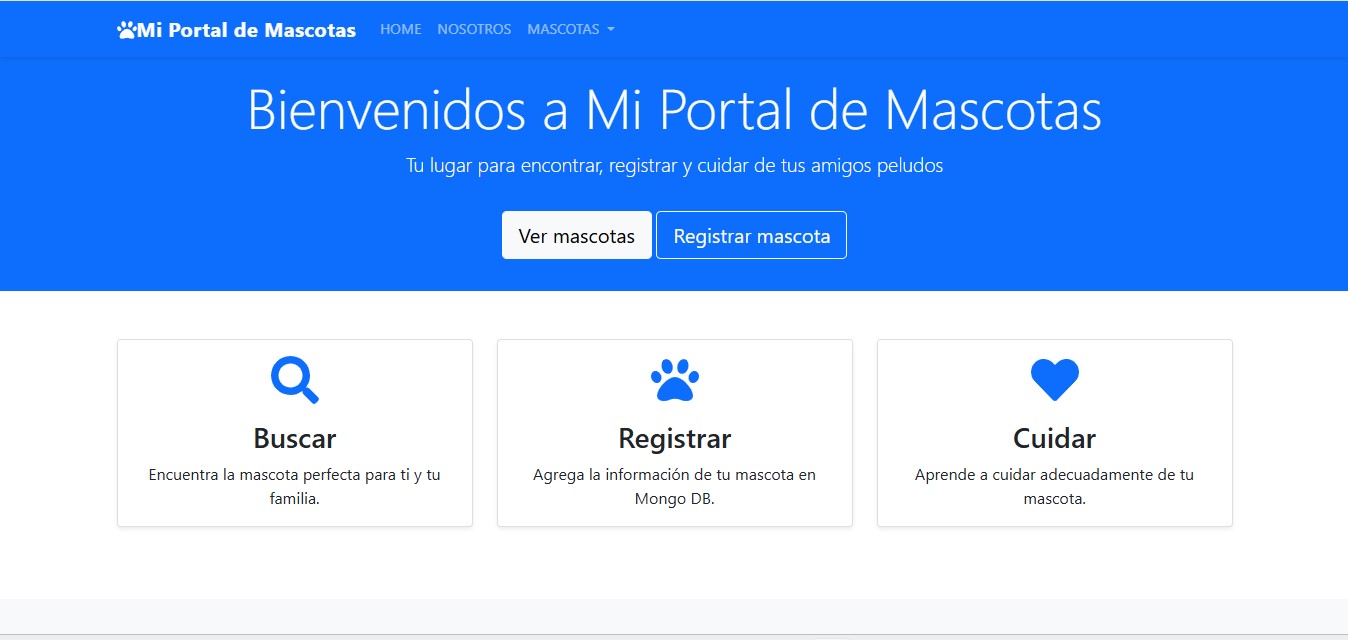 Mi Portal de Mascotas HOME NOSOTROS MASCOTAS
Bienvenidos a Mi Portal de Mascotas
Tu lugar para encontrar, registrar y cuidar de tus amigos peludos
Ver mascotas Registrar mascota
Buscar
Encuentra la mascota perfecta para ti y tu
familia.
Registrar
Agrega la información de tu mascota en
Mongo DB.
Cuidar
Aprende a cuidar adecuadamente de tu
mascota.